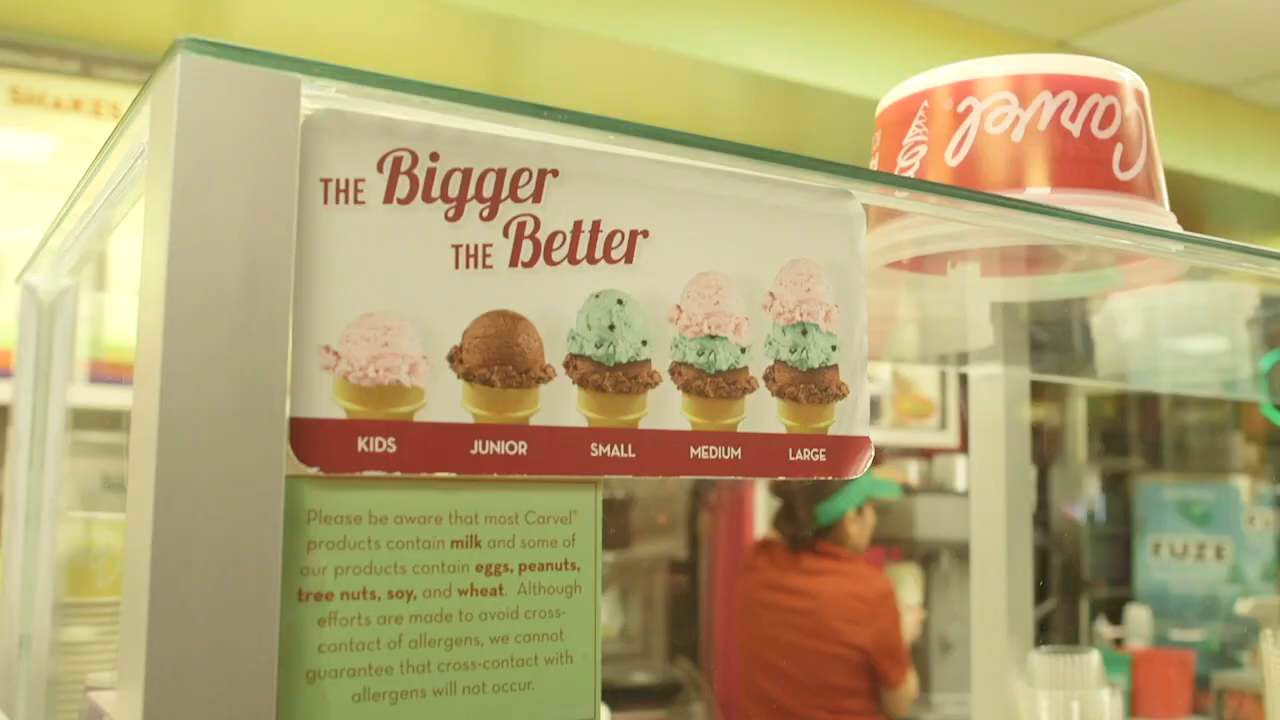 SHAKES
THE Bigger
THE Better
KIDS JUNIOR SMALL MEDIUM LARGE
Please be aware that most Carvel®
products contain milk and some of
our products contain eggs, peanuts,
tree nuts, soy, and wheat. Although
efforts are made to avoid cross-
contact of allergens, we cannot
guarantee that cross-contact with
allergens will not occur.
Carvel
FUZE